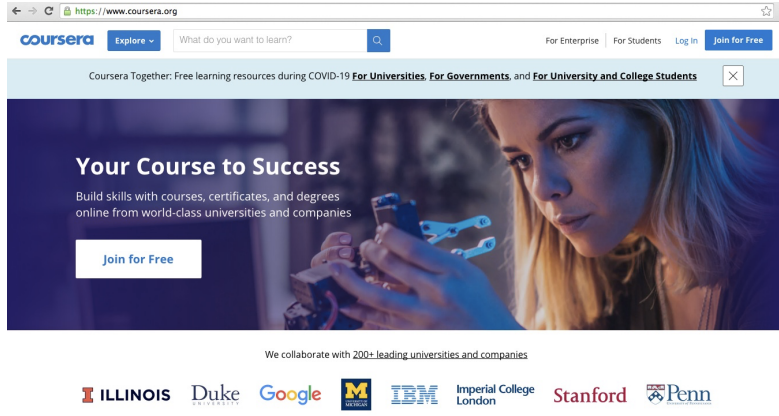 https://www.coursera.org
coursera Explore What do you want to learn? For Enterprise For Students Log In Join for Free
Coursera Together: Free learning resources during COVID-19 For Universities, For Governments, and For University and College Students
Your Course to Success
Build skills with courses, certificates, and degrees
online from world-class universities and companies
Join for Free
We collaborate with 200+ leading universities and companies
I ILLINOIS Duke Google M IBM Imperial College Stanford Penn
UNIVERSITY MICHIGAN London